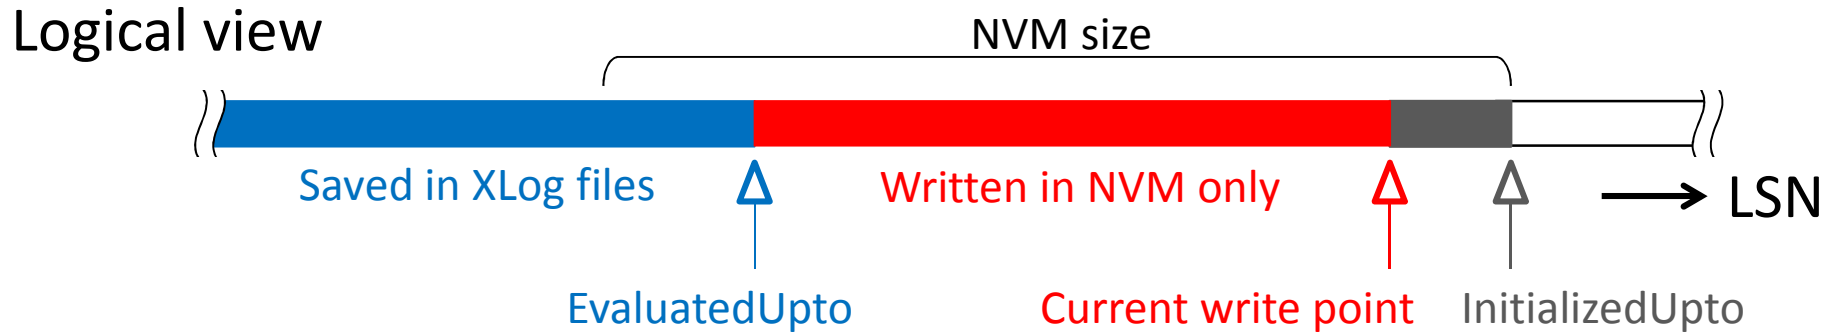 Logical view
NVM size
Saved in XLog files
Written in NVM only
LSN
EvaluatedUpto
Current write point
InitializedUpto